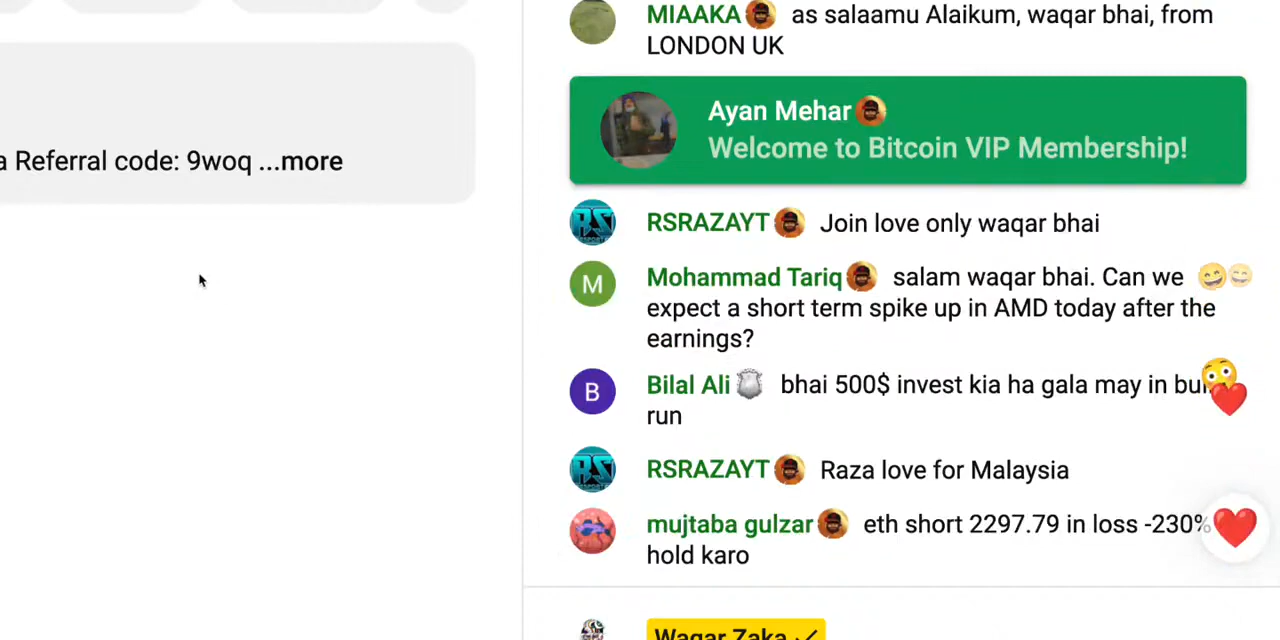 MIAAKA as salaamu Alaikum, waqar bhai, from
LONDON UK
Ayan Mehar
Welcome to Bitcoin VIP Membership!
a Referral code: 9woq ...more
RSRAZAYT Join love only waqar bhai
M Mohammad Tariq salam waqar bhai. Can we
expect a short term spike up in AMD today after the
earnings?
B Bilal Ali bhai 500$ invest kia ha gala may in
run
RSRAZAYT Raza love for Malaysia
mujtaba gulzar eth short 2297.79 in loss -230%
hold karo
Waqar Zaka